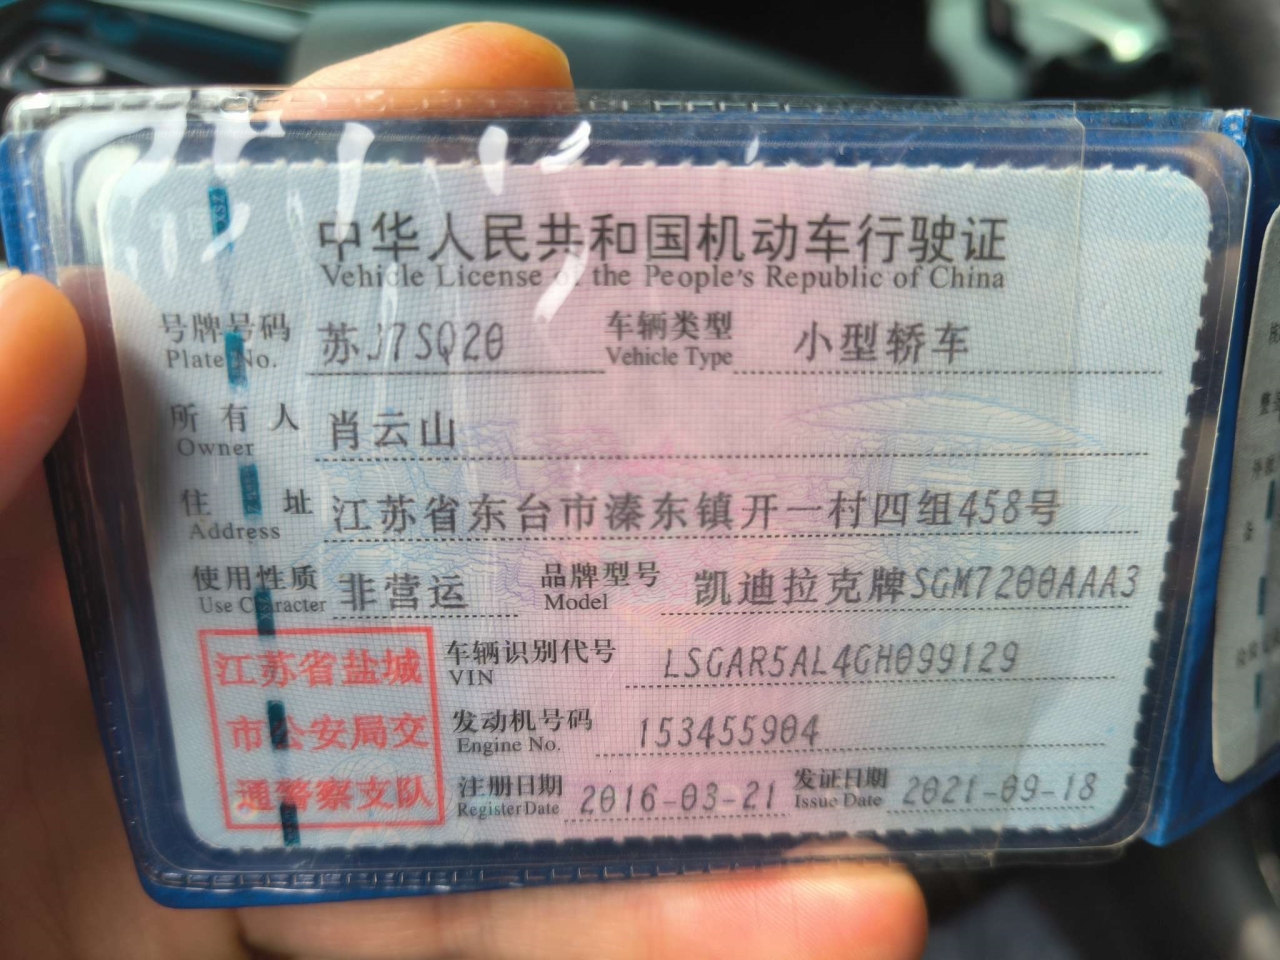 中华人民共和国机动车行驶证
Vehicle License of the People's Republic of China
号牌号码 苏J7SQ20 车辆类型 小型轿车
Plate No. Vehicle Type
所有人 肖云山
Owner
住址 江苏省东台市溱东镇开一村四组458号
Address
使用性质 非营运 品牌型号 凯迪拉克牌SGM7200AAA3
Use Character Model
江苏省盐城
市公安局交
通警察支队
车辆识别代号 LSGAR5AL4GH099129
VIN
发动机号码 153455904
Engine No.
注册日期 2016-03-21 发证日期 2021-09-18
Register Date Issue Date